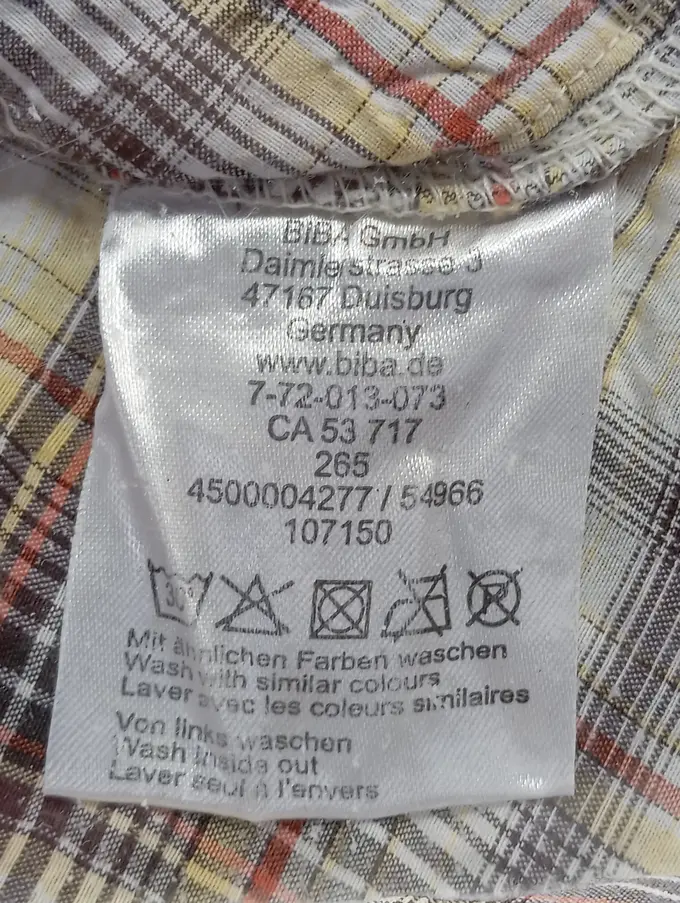 BIBA GmbH
Daimlerstrasse 3
47167 Duisburg
Germany
www.biba.de
7-72-013-073
CA 53 717
265
4500004277 / 54966
107150
30°
Mit ähnlichen Farben waschen
Wash with similar colours
Laver avec les coleurs similaires
Von links waschen
Wash inside out
Laver seul à l'envers